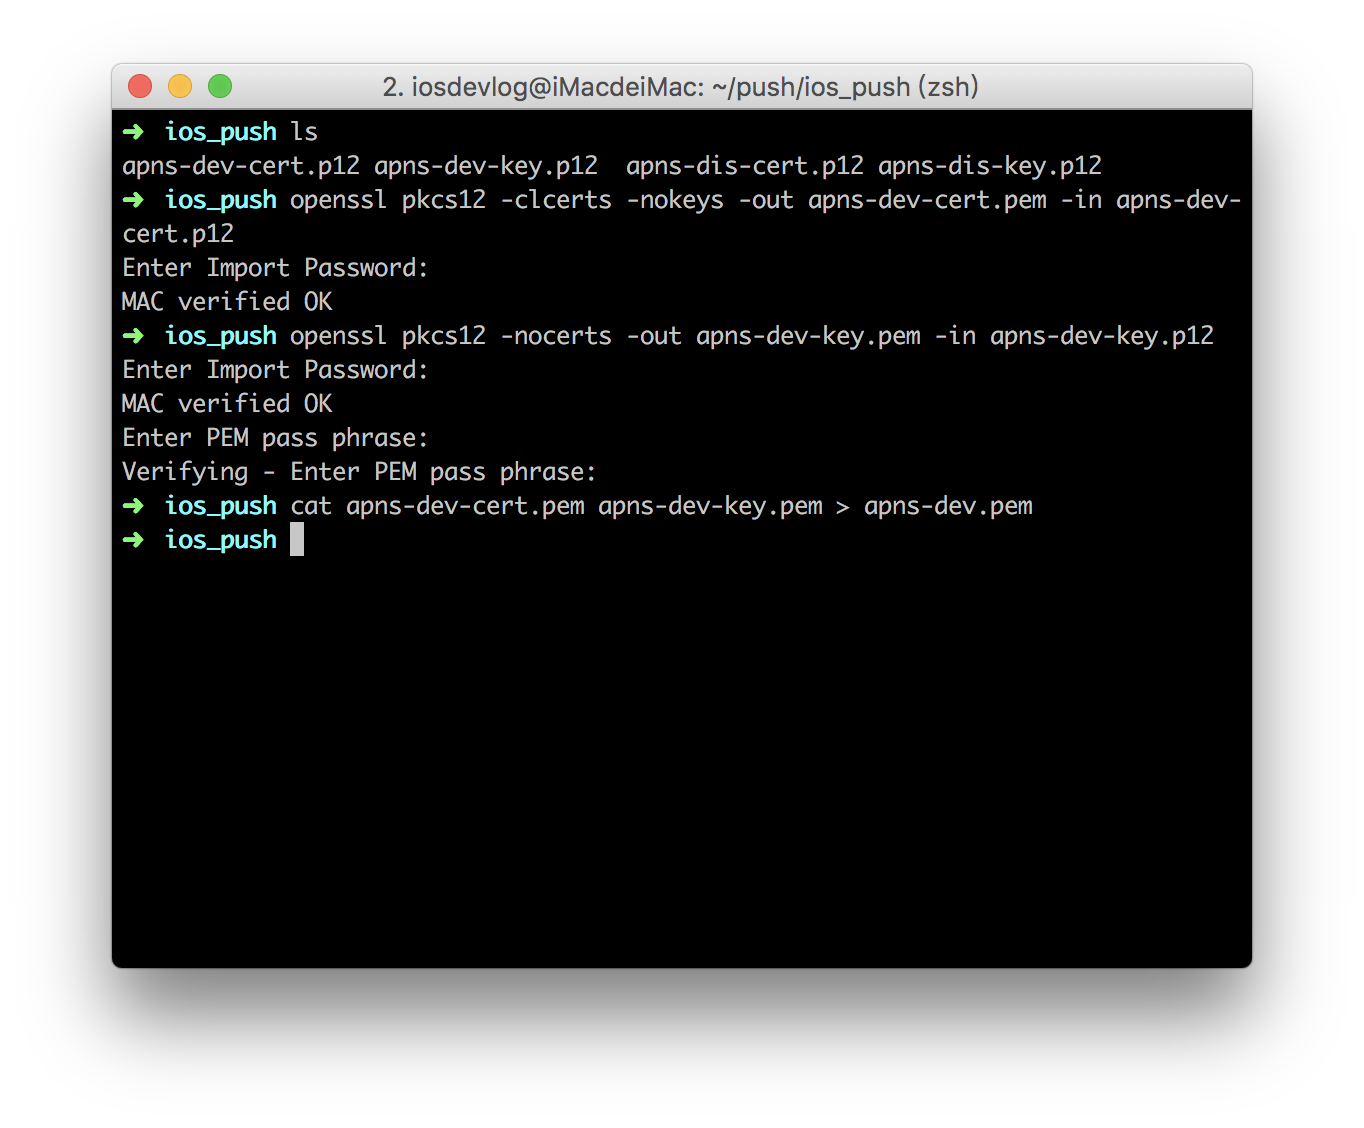 2. iosdevlog@iMacdeiMac: ~/push/ios_push (zsh)
➜  ios_push ls
apns-dev-cert.p12 apns-dev-key.p12  apns-dis-cert.p12 apns-dis-key.p12
➜  ios_push openssl pkcs12 -clcerts -nokeys -out apns-dev-cert.pem -in apns-dev-
cert.p12
Enter Import Password:
MAC verified OK
➜  ios_push openssl pkcs12 -nocerts -out apns-dev-key.pem -in apns-dev-key.p12
Enter Import Password:
MAC verified OK
Enter PEM pass phrase:
Verifying - Enter PEM pass phrase:
➜  ios_push cat apns-dev-cert.pem apns-dev-key.pem > apns-dev.pem
➜  ios_push